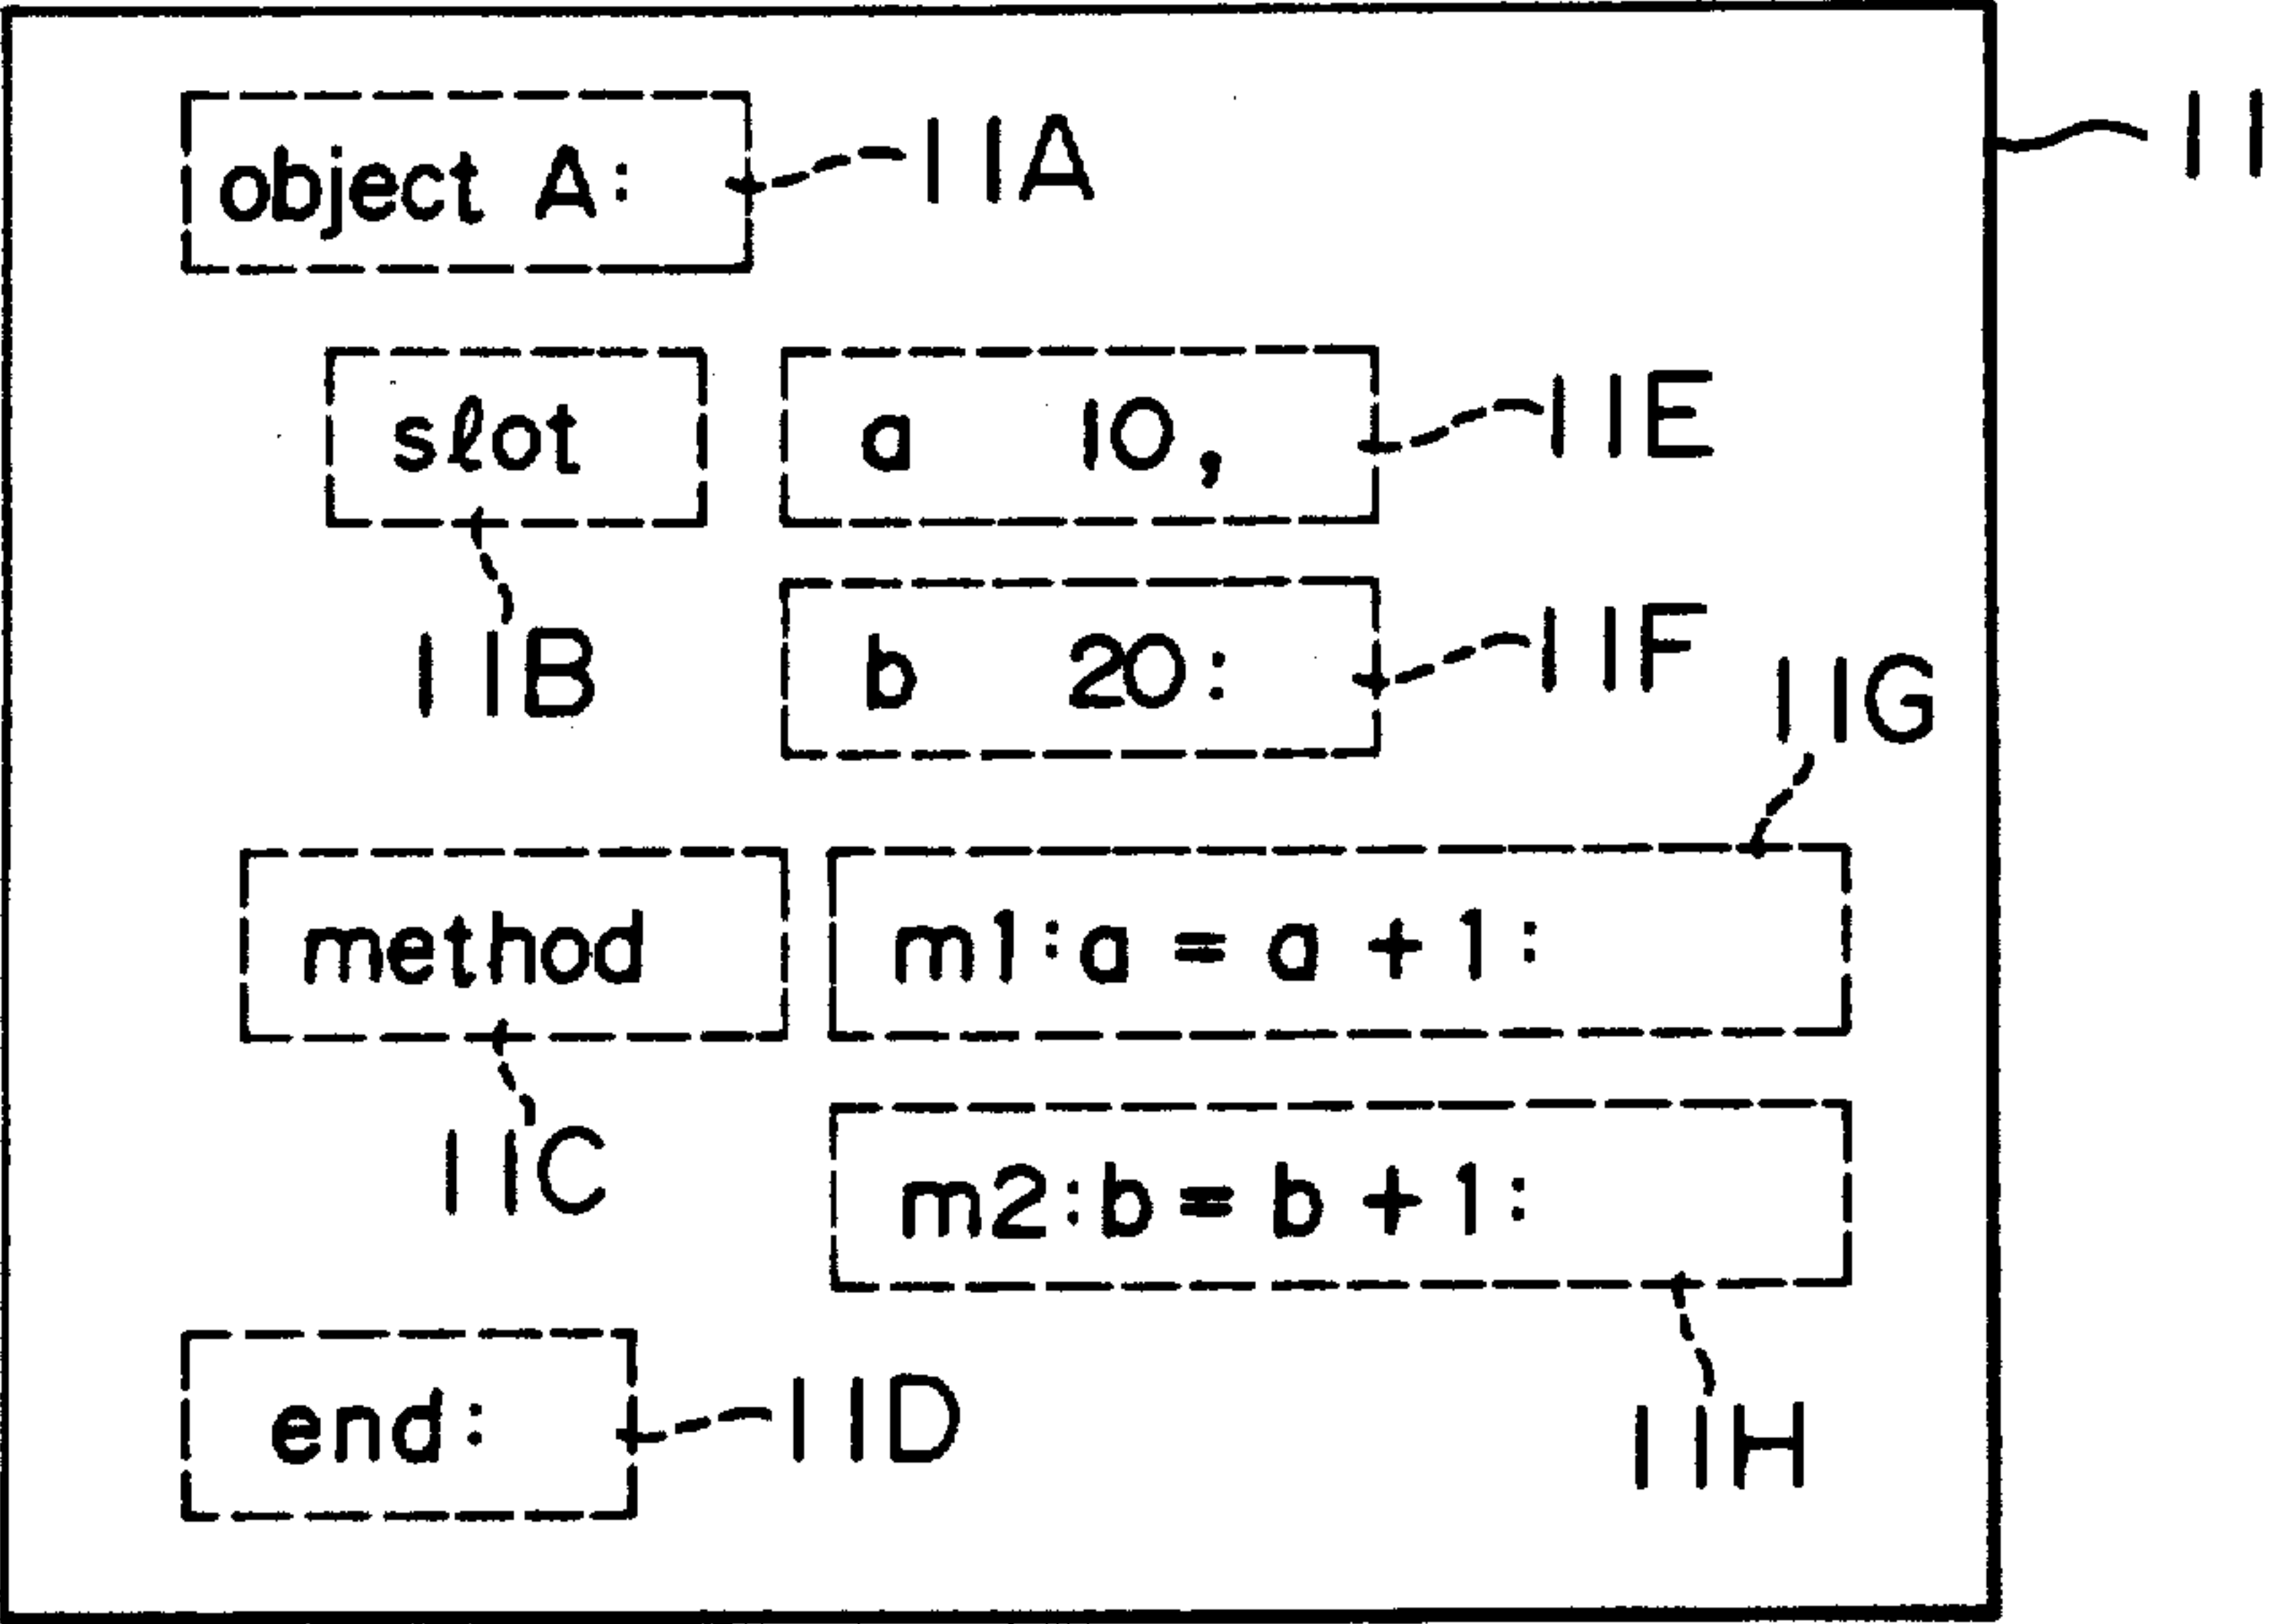 object A: 11A 11
slot a 10, 11E
11B b 20: 11F
11G
method m1:a = a + 1:
11C m2:b = b + 1:
end: 11D 11H